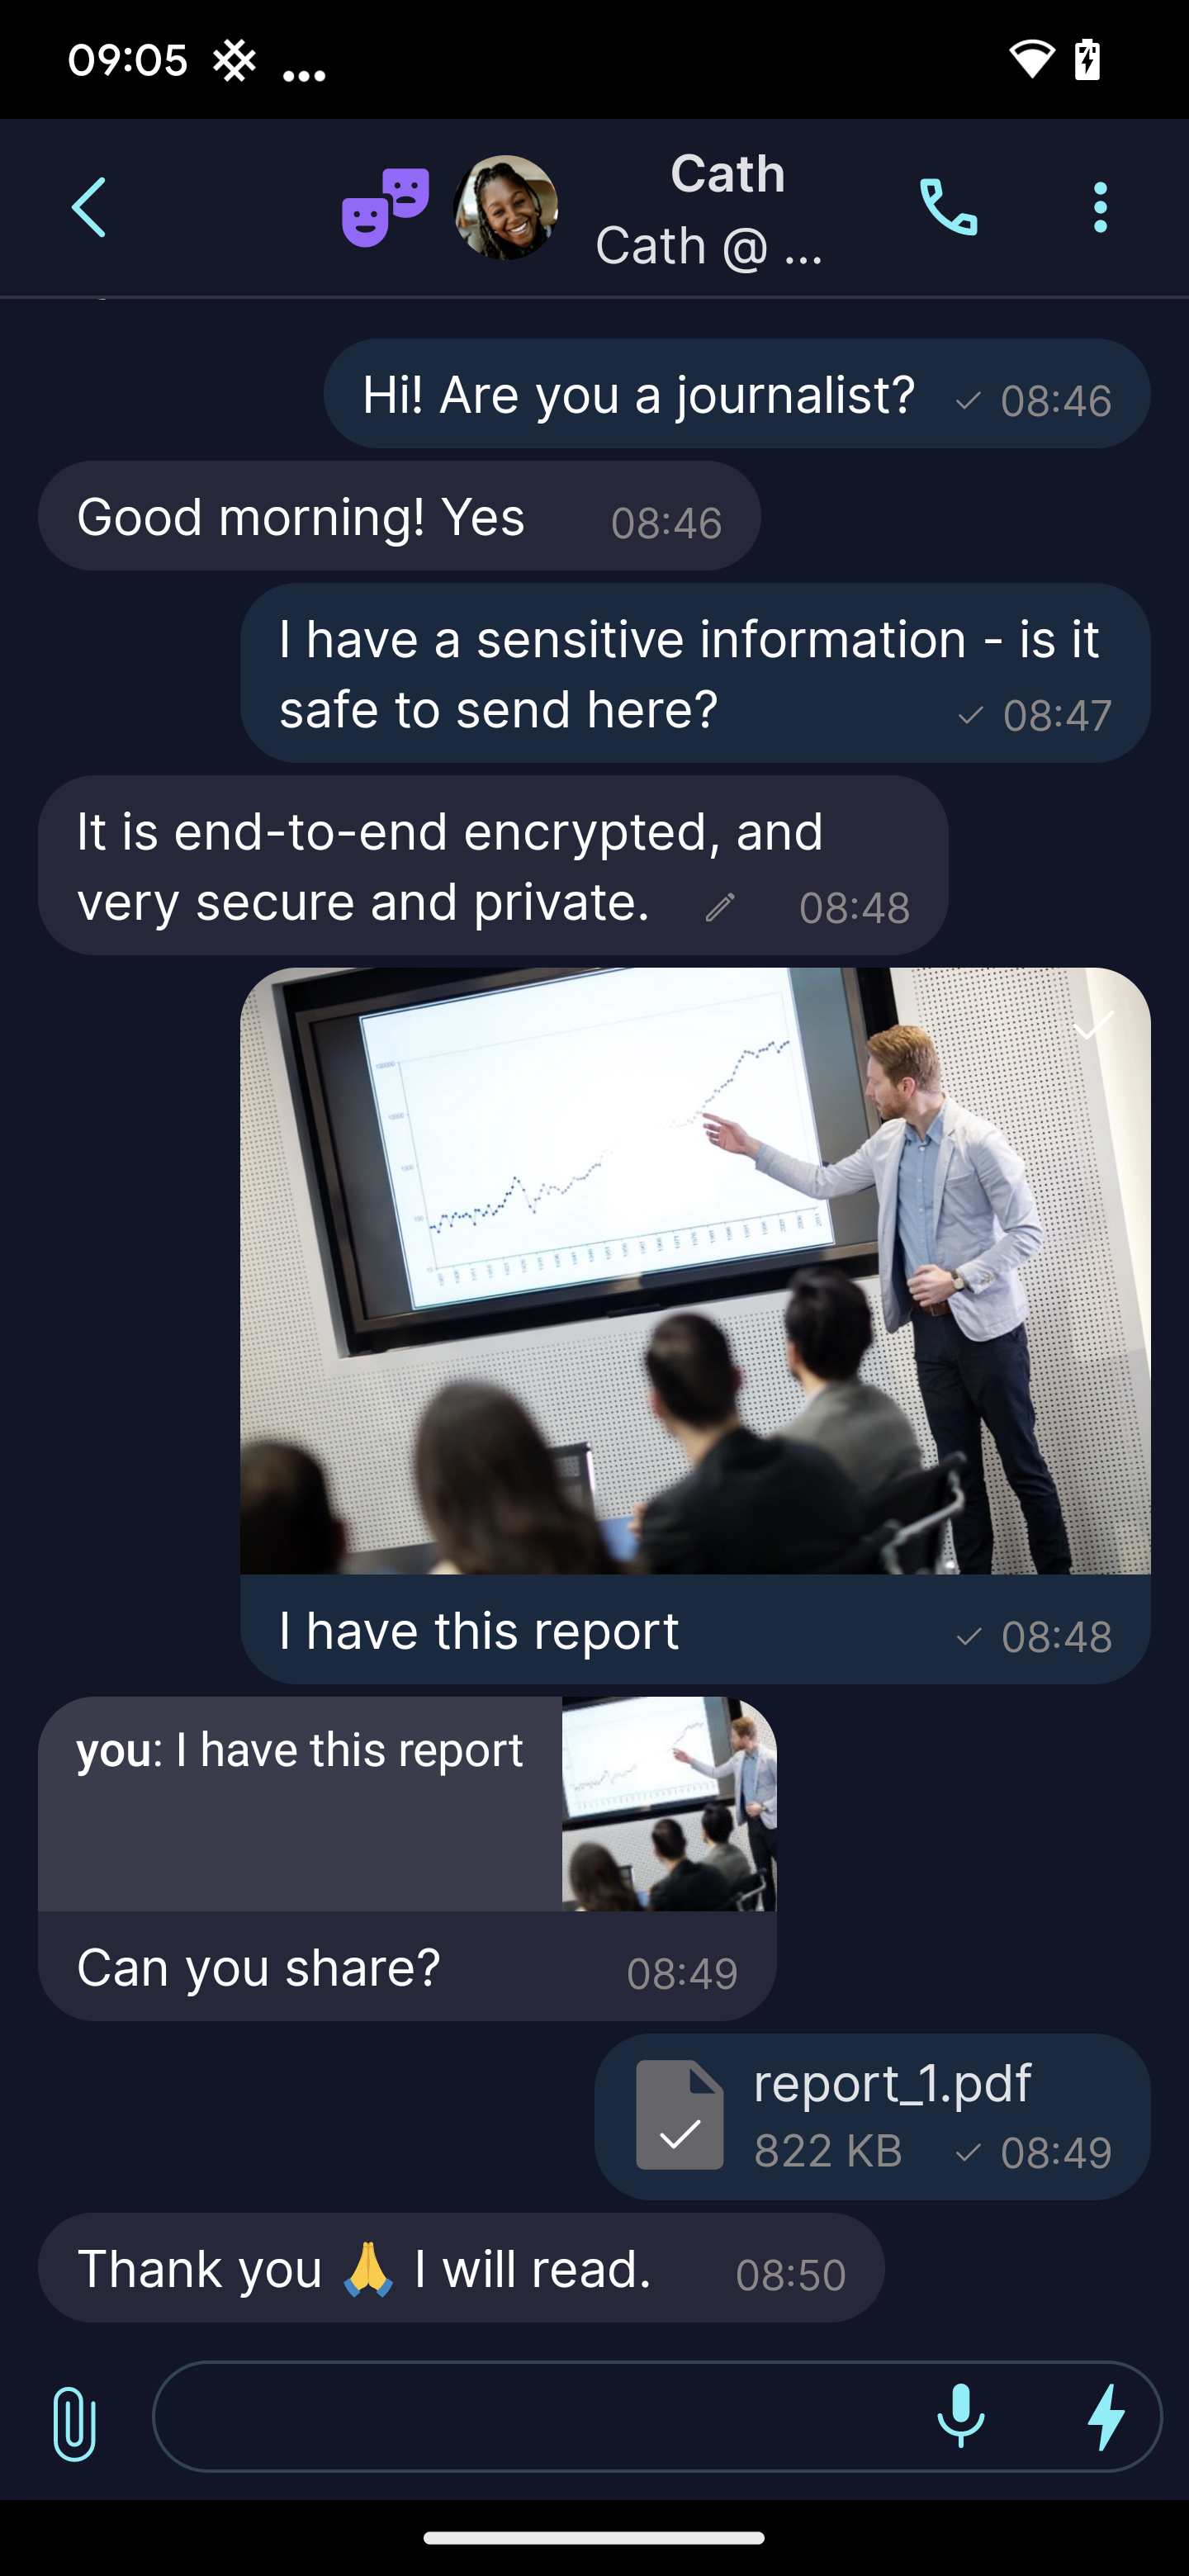 09:05
Cath
Cath @ ...
Hi! Are you a journalist? 08:46
Good morning! Yes 08:46
I have a sensitive information - is it
safe to send here? 08:47
It is end-to-end encrypted, and
very secure and private. 08:48
I have this report 08:48
you: I have this report
Can you share? 08:49
report_1.pdf
822 KB 08:49
Thank you 🙏 I will read. 08:50